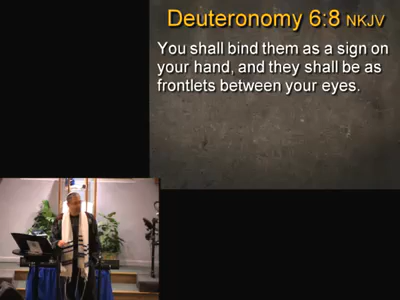 Deuteronomy 6:8 NKJV
You shall bind them as a sign on
your hand, and they shall be as
frontlets between your eyes.